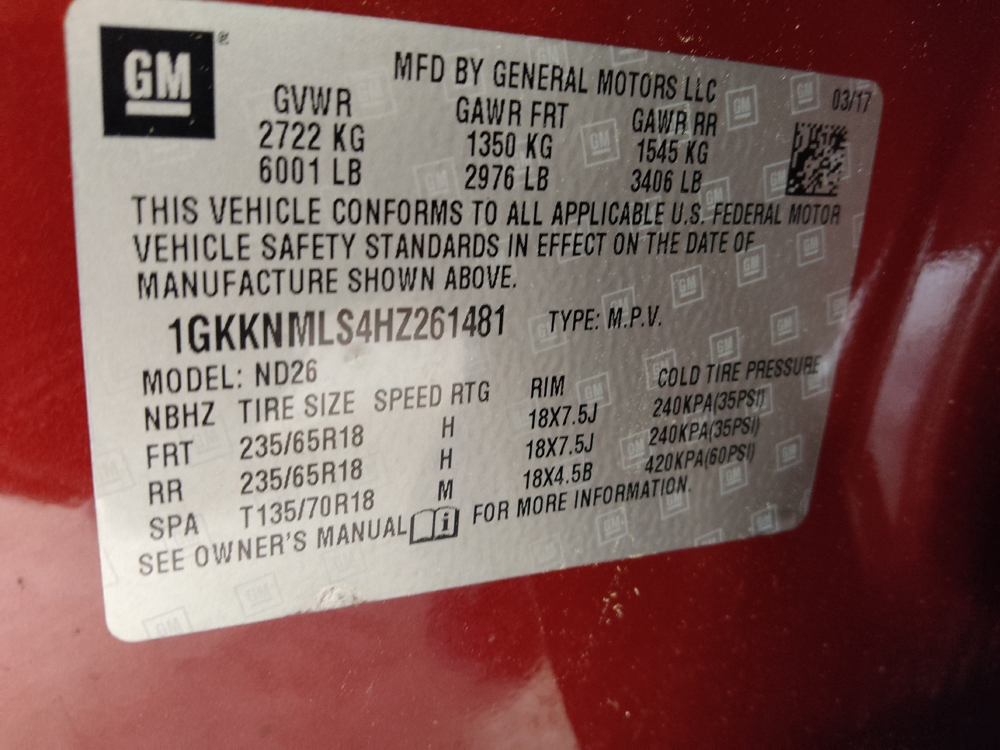 GM®
MFD BY GENERAL MOTORS LLC
03/17
GVWR GAWR FRT GAWR RR
2722 KG 1350 KG 1545 KG
6001 LB 2976 LB 3406 LB
THIS VEHICLE CONFORMS TO ALL APPLICABLE U.S. FEDERAL MOTOR
VEHICLE SAFETY STANDARDS IN EFFECT ON THE DATE OF
MANUFACTURE SHOWN ABOVE.
1GKKNMLS4HZ261481 TYPE: M.P.V.
MODEL: ND26
NBHZ TIRE SIZE SPEED RTG RIM COLD TIRE PRESSURE
FRT 235/65R18 H 18X7.5J 240KPA(35PSI)
RR 235/65R18 H 18X7.5J 240KPA(35PSI)
SPA T135/70R18 M 18X4.5B 420KPA(60PSI)
SEE OWNER'S MANUAL i FOR MORE INFORMATION.